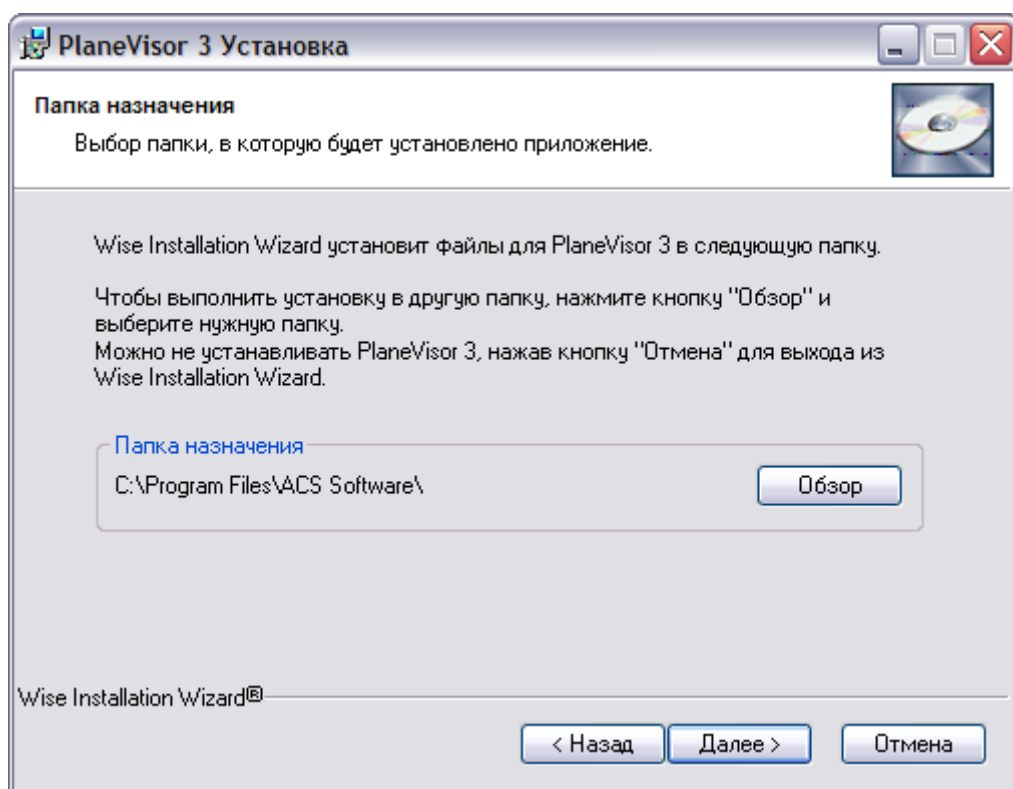 PlaneVisor 3 Установка
Папка назначения
Выбор папки, в которую будет установлено приложение.
Wise Installation Wizard установит файлы для PlaneVisor 3 в следующую папку.
Чтобы выполнить установку в другую папку, нажмите кнопку "Обзор" и
выберите нужную папку.
Можно не устанавливать PlaneVisor 3, нажав кнопку "Отмена" для выхода из
Wise Installation Wizard.
Папка назначения
C:\Program Files\ACS Software\
Обзор
Wise Installation Wizard®
< Назад
Далее >
Отмена